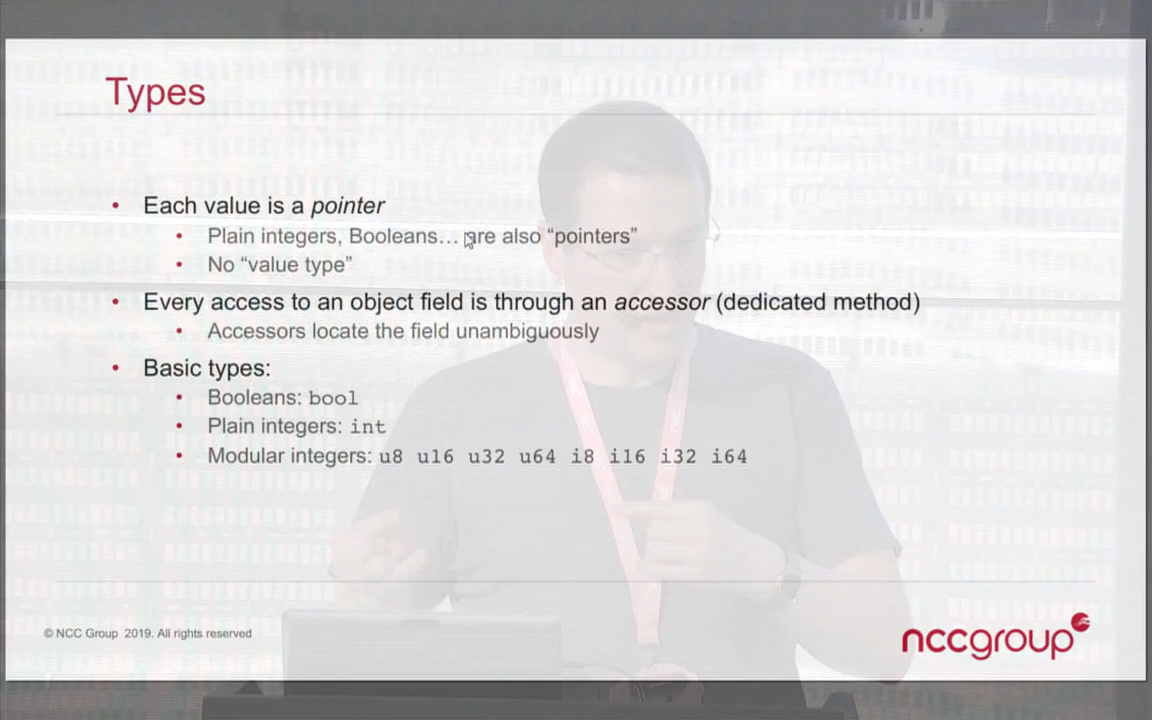 Types
• Each value is a pointer
• Plain integers, Booleans… are also “pointers”
• No “value type”
• Every access to an object field is through an accessor (dedicated method)
• Accessors locate the field unambiguously
• Basic types:
• Booleans: bool
• Plain integers: int
• Modular integers: u8 u16 u32 u64 i8 i16 i32 i64
© NCC Group 2019. All rights reserved
nccgroup